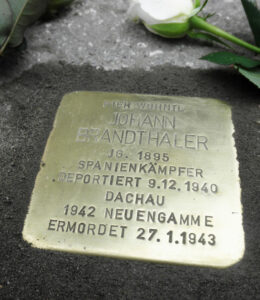 HIER WOHNTE
JOHANN
BRANDTHALER
JG. 1895
SPANIENKÄMPFER
DEPORTIERT 9.12.1940
DACHAU
1942 NEUENGAMME
ERMORDET 27.1.1943